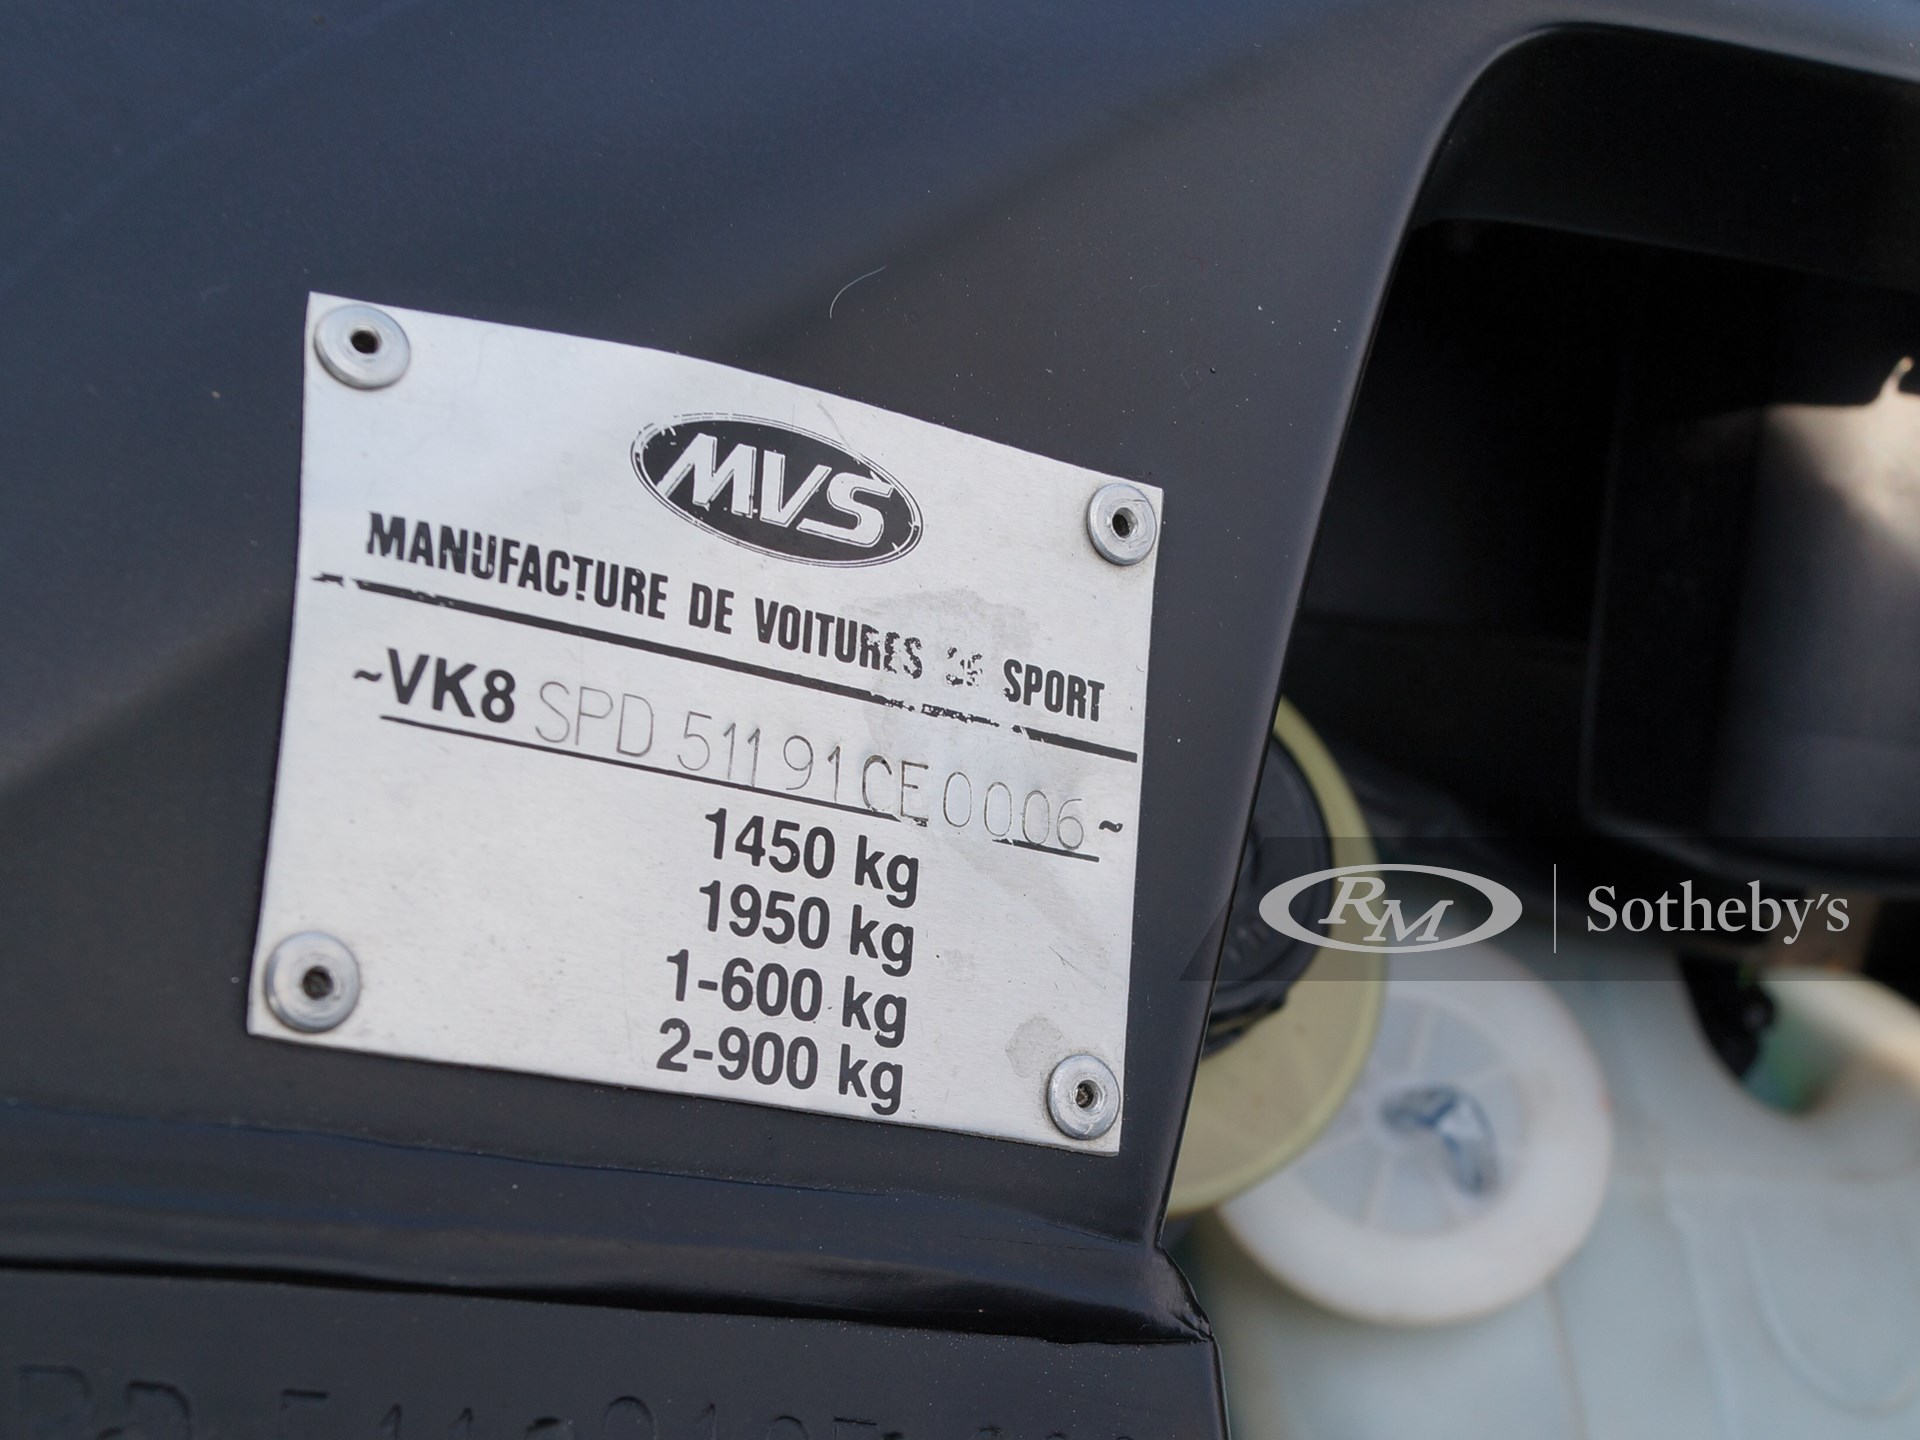 MVS
MANUFACTURE DE VOITURES DE SPORT
~VK8 SPD 51191CE0006~
1450 kg
1950 kg
1-600 kg
2-900 kg
RM Sotheby's